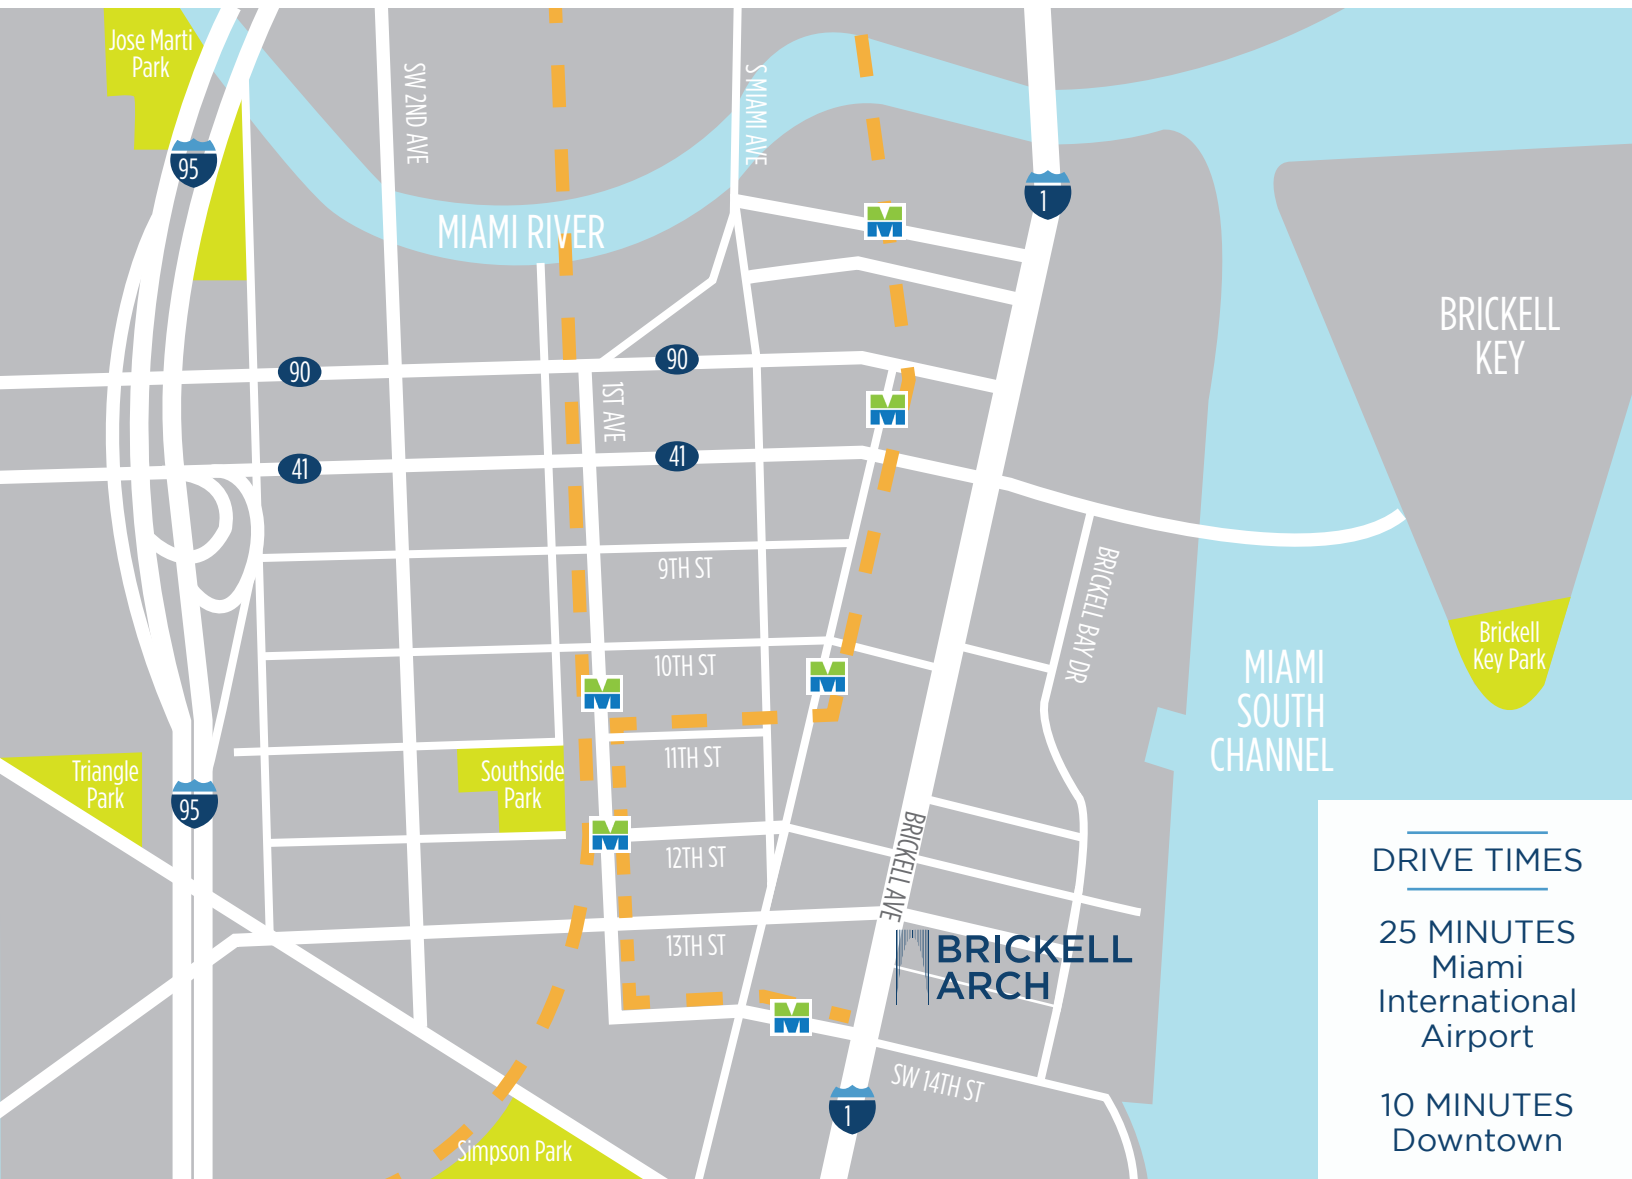 Jose Marti
Park
95
SW 2ND AVE
S MIAMI AVE
1
MIAMI RIVER
BRICKELL
KEY
90
90
1ST AVE
41
41
9TH ST
BRICKELL BAY DR
10TH ST
Brickell
Key Park
MIAMI
SOUTH
CHANNEL
11TH ST
Triangle
Park
Southside
Park
95
12TH ST
BRICKELL AVE
13TH ST
BRICKELL
ARCH
SW 14TH ST
1
Simpson Park
DRIVE TIMES
25 MINUTES
Miami
International
Airport
10 MINUTES
Downtown